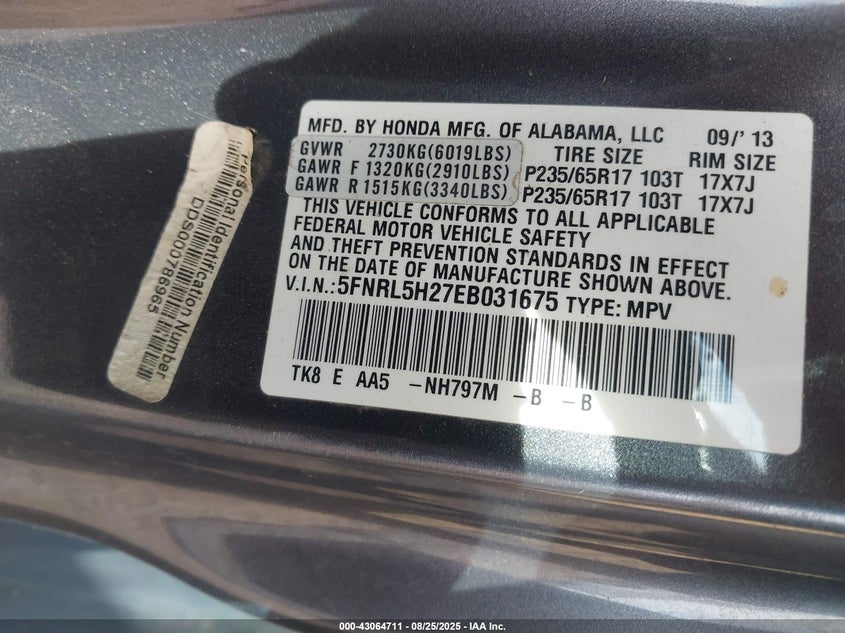 MFD. BY HONDA MFG. OF ALABAMA, LLC 09/' 13
GVWR 2730KG(6019LBS) TIRE SIZE RIM SIZE
GAWR F 1320KG(2910LBS) P235/65R17 103T 17X7J
GAWR R 1515KG(3340LBS) P235/65R17 103T 17X7J
THIS VEHICLE CONFORMS TO ALL APPLICABLE
FEDERAL MOTOR VEHICLE SAFETY
AND THEFT PREVENTION STANDARDS IN EFFECT
ON THE DATE OF MANUFACTURE SHOWN ABOVE.
V.I.N.:5FNRL5H27EB031675 TYPE: MPV
TK8 E AA5 -NH797M -B -B
Personal Identification Number
DDS000786965
000-43064711 - 08/25/2025 - IAA Inc.